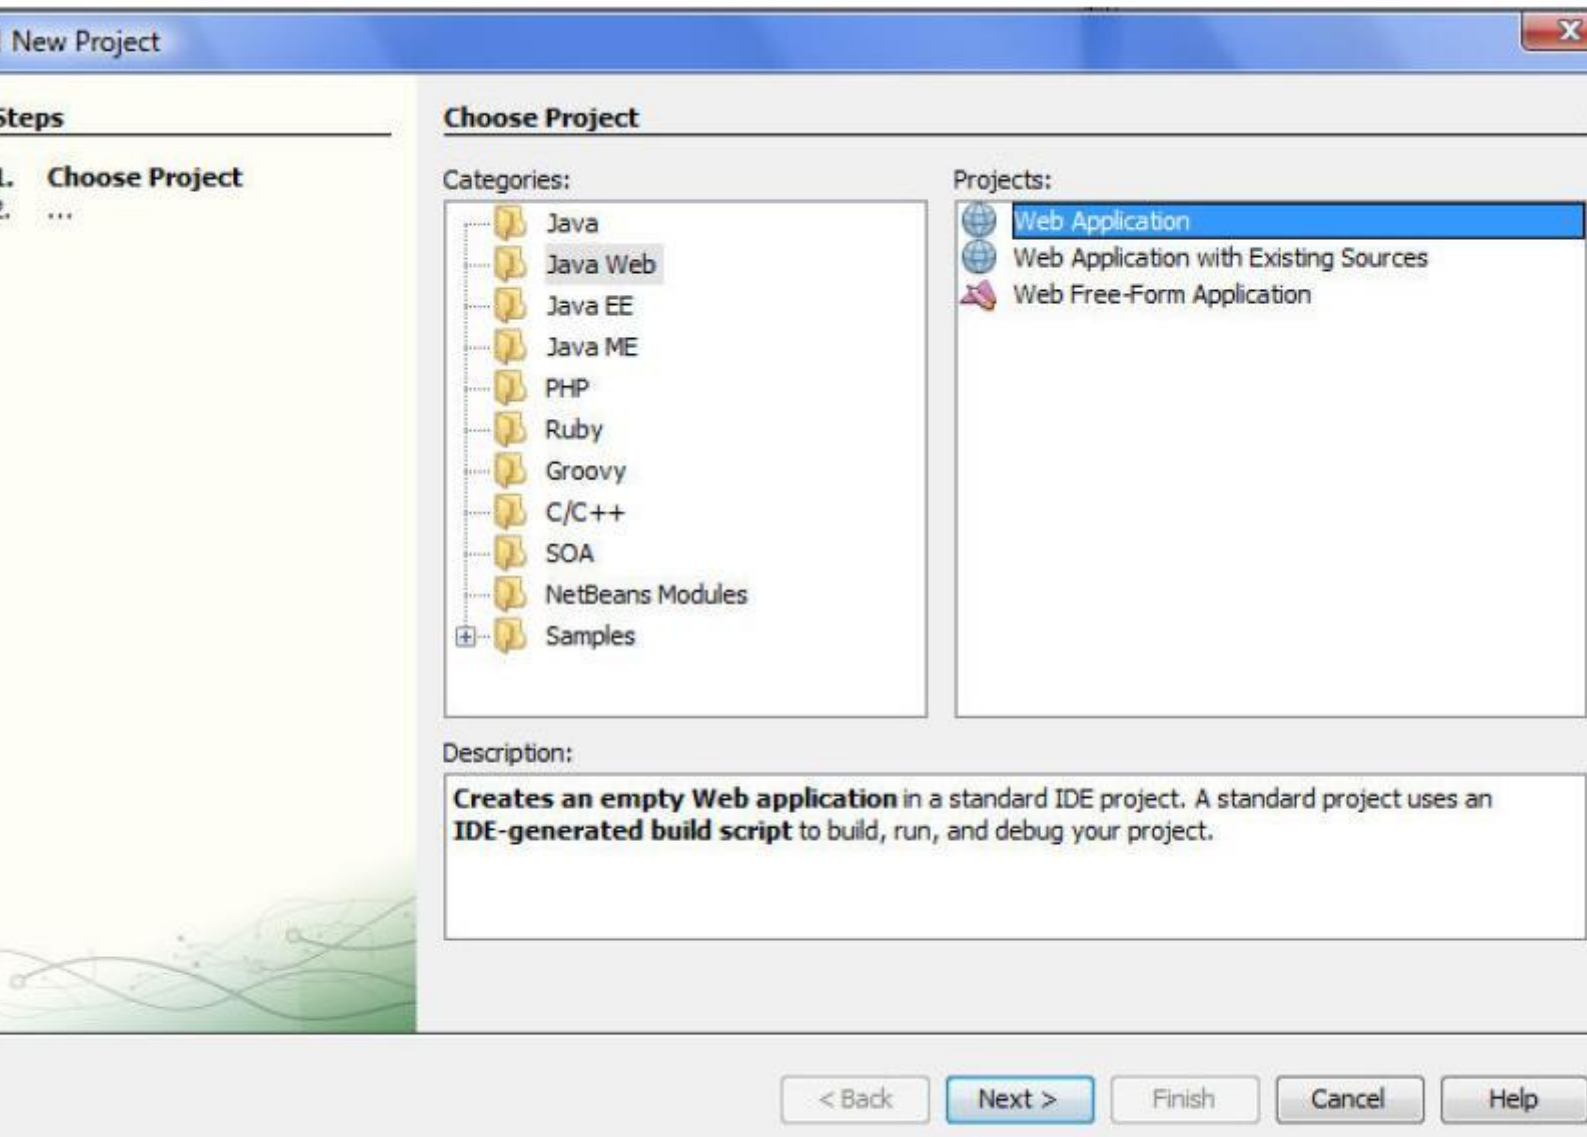 New Project
Steps
1. Choose Project
2. ...
Choose Project
Categories:
Java
Java Web
Java EE
Java ME
PHP
Ruby
Groovy
C/C++
SOA
NetBeans Modules
Samples
Projects:
Web Application
Web Application with Existing Sources
Web Free-Form Application
Description:
Creates an empty Web application in a standard IDE project. A standard project uses an
IDE-generated build script to build, run, and debug your project.
< Back
Next >
Finish
Cancel
Help